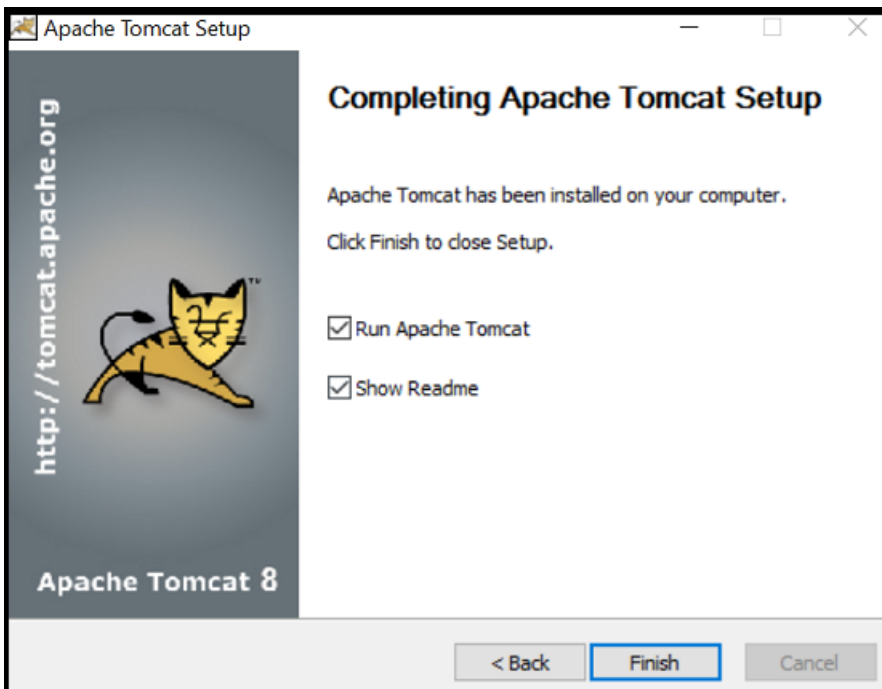 Apache Tomcat Setup
http://tomcat.apache.org
Completing Apache Tomcat Setup
Apache Tomcat has been installed on your computer.
Click Finish to close Setup.
Run Apache Tomcat
Show Readme
TM
Apache Tomcat 8
< Back
Finish
Cancel